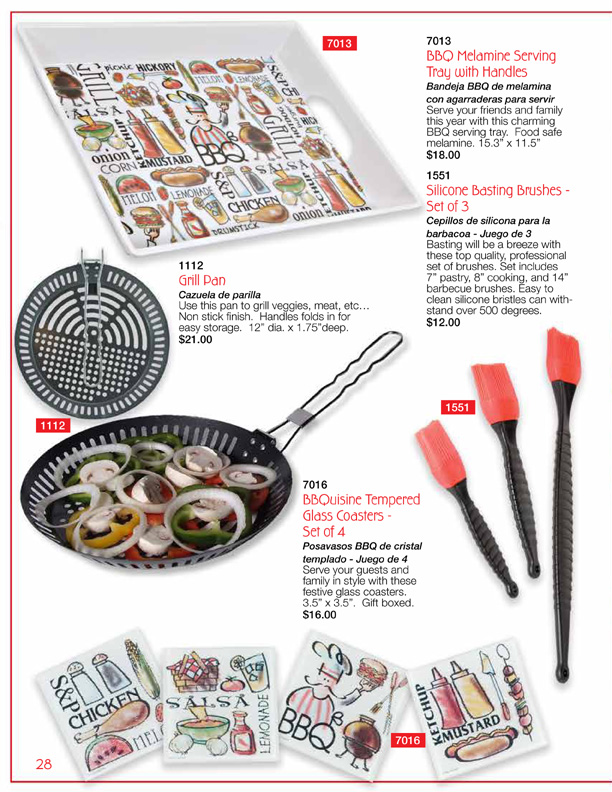 7013
picnic HICKORY
GRILL
MELON
LEMONADE
S&P
SALSA
KETCHUP
GRILL
BBQ
onion
CORN
MUSTARD
SALSA
MELON
LEMONADE
S&P
CHICKEN
KETCHUP
onion
DRUMSTICK
MUSTARD
7013
BBQ Melamine Serving
Tray with Handles
Bandeja BBQ de melamina
con agarraderas para servir
Serve your friends and family
this year with this charming
BBQ serving tray. Food safe
melamine. 15.3" x 11.5"
$18.00
1551
Silicone Basting Brushes -
Set of 3
Cepillos de silicona para la
barbacoa - Juego de 3
Basting will be a breeze with
these top quality, professional
set of brushes. Set includes
7" pastry, 8" cooking, and 14"
barbecue brushes. Easy to
clean silicone bristles can with-
stand over 500 degrees.
$12.00
1112
Grill Pan
Cazuela de parilla
Use this pan to grill veggies, meat, etc…
Non stick finish. Handles folds in for
easy storage. 12" dia. x 1.75"deep.
$21.00
1112
1551
7016
BBQuisine Tempered
Glass Coasters -
Set of 4
Posavasos BBQ de cristal
templado - Juego de 4
Serve your guests and
family in style with these
festive glass coasters.
3.5" x 3.5". Gift boxed.
$16.00
S&P
CHICKEN
MEL
SALSA
LEMONADE
BBQ
KETCHUP
MUSTARD
7016
28